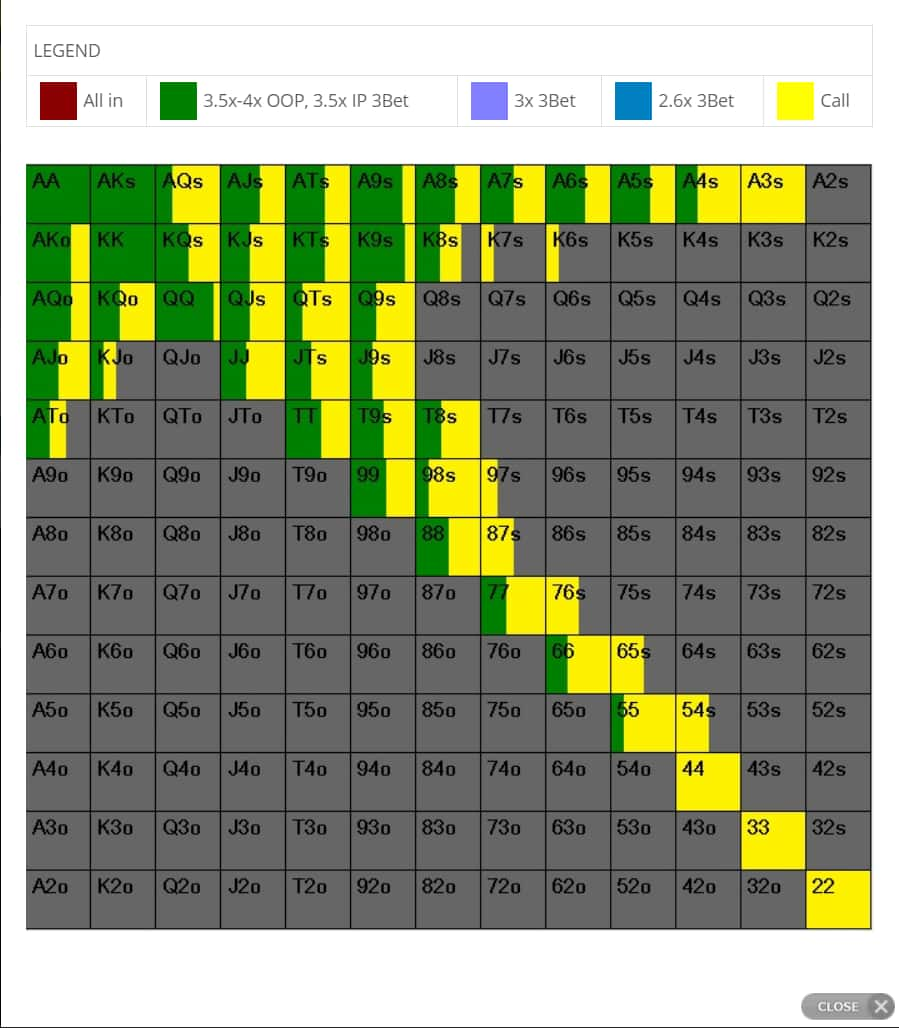 LEGEND
All in 3.5x-4x OOP, 3.5x IP 3Bet 3x 3Bet 2.6x 3Bet Call
AA AKs AQs AJs ATs A9s A8s A7s A6s A5s A4s A3s A2s
AKo KK KQs KJs KTs K9s K8s K7s K6s K5s K4s K3s K2s
AQo KQo QQ QJs QTs Q9s Q8s Q7s Q6s Q5s Q4s Q3s Q2s
AJo KJo QJo JJ JTs J9s J8s J7s J6s J5s J4s J3s J2s
ATo KTo QTo JTo TT T9s T8s T7s T6s T5s T4s T3s T2s
A9o K9o Q9o J9o T9o 99 98s 97s 96s 95s 94s 93s 92s
A8o K8o Q8o J8o T8o 98o 88 87s 86s 85s 84s 83s 82s
A7o K7o Q7o J7o T7o 97o 87o 77 76s 75s 74s 73s 72s
A6o K6o Q6o J6o T6o 96o 86o 76o 66 65s 64s 63s 62s
A5o K5o Q5o J5o T5o 95o 85o 75o 65o 55 54s 53s 52s
A4o K4o Q4o J4o T4o 94o 84o 74o 64o 54o 44 43s 42s
A3o K3o Q3o J3o T3o 93o 83o 73o 63o 53o 43o 33 32s
A2o K2o Q2o J2o T2o 92o 82o 72o 62o 52o 42o 32o 22
CLOSE